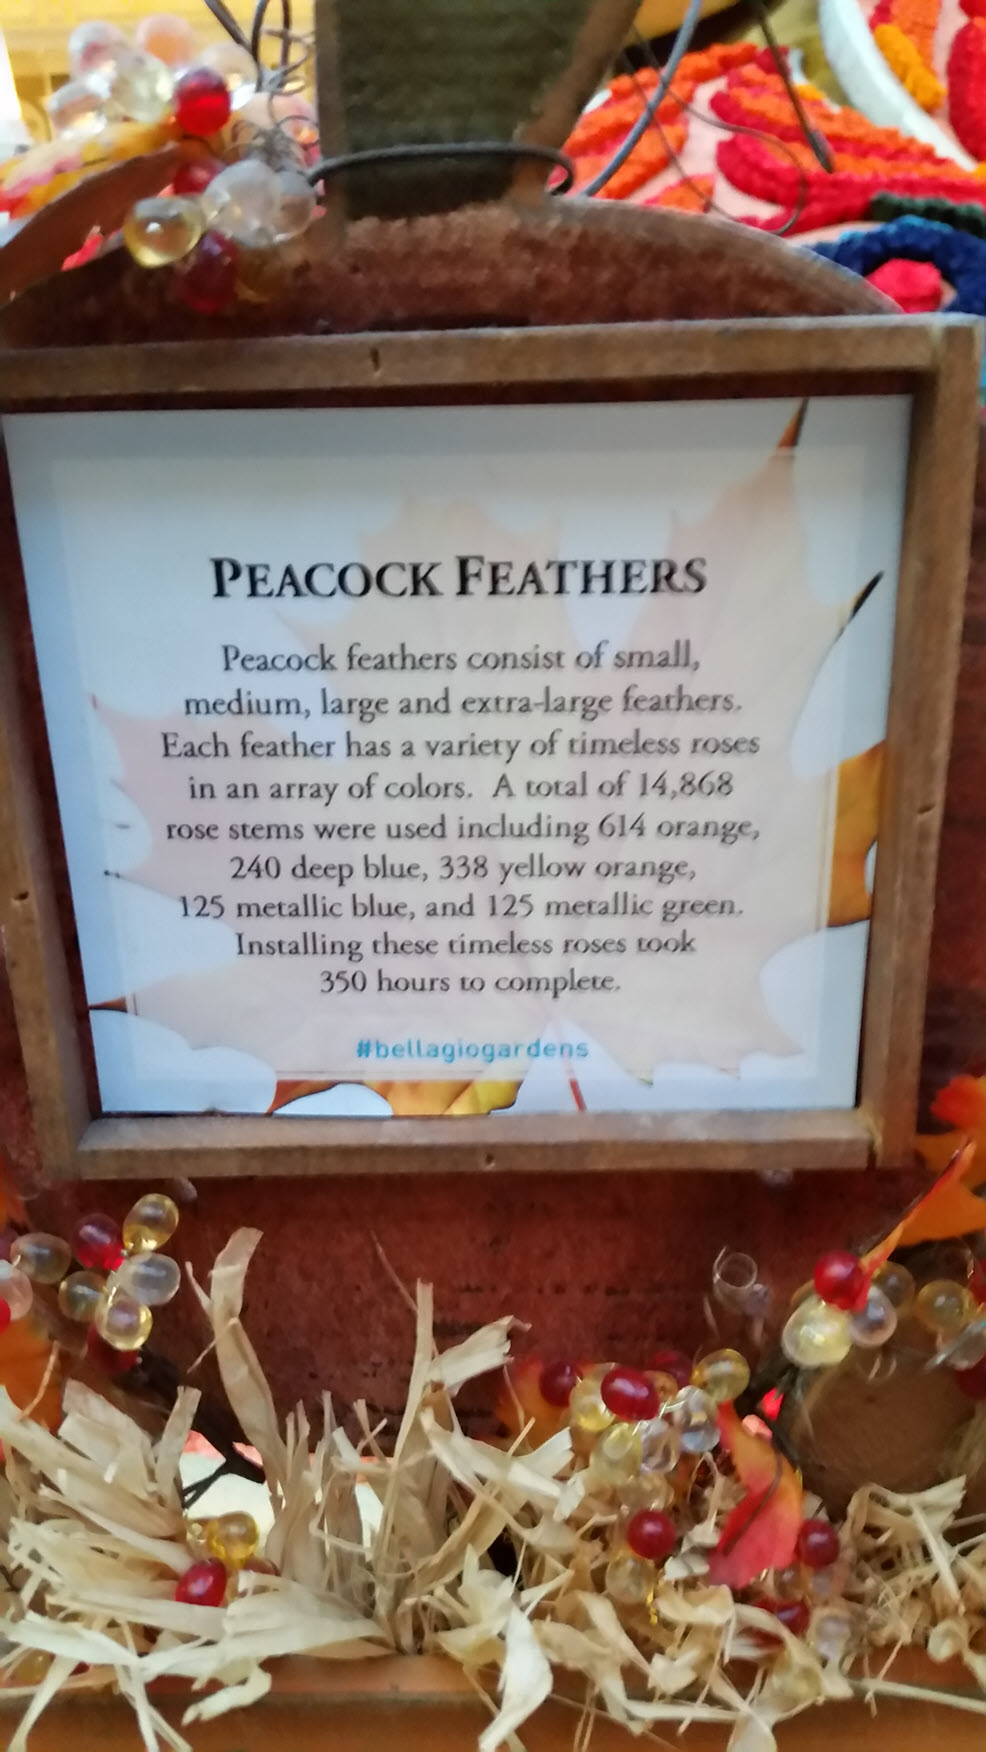 PEACOCK FEATHERS
Peacock feathers consist of small,
medium, large and extra-large feathers.
Each feather has a variety of timeless roses
in an array of colors. A total of 14,868
rose stems were used including 614 orange,
240 deep blue, 338 yellow orange,
125 metallic blue, and 125 metallic green.
Installing these timeless roses took
350 hours to complete.
#bellagiogardens